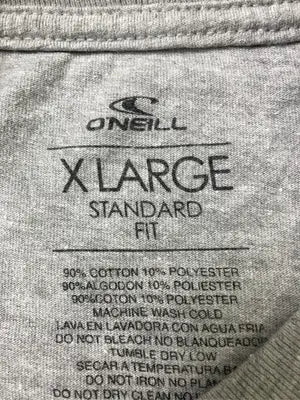 O'NEILL
X LARGE
STANDARD
FIT
90% COTTON 10% POLYESTER
90%ALGODON 10% POLIESTER
90%COTON 10% POLYESTER
MACHINE WASH COLD
LAVA EN LAVADORA CON AGUA FRIA
DO NOT BLEACH NO BLANQUEADOR
TUMBLE DRY LOW
SECAR A TEMPERATURA BA
DO NOT IRON NO PLAN
DO NOT DRY CLEAN